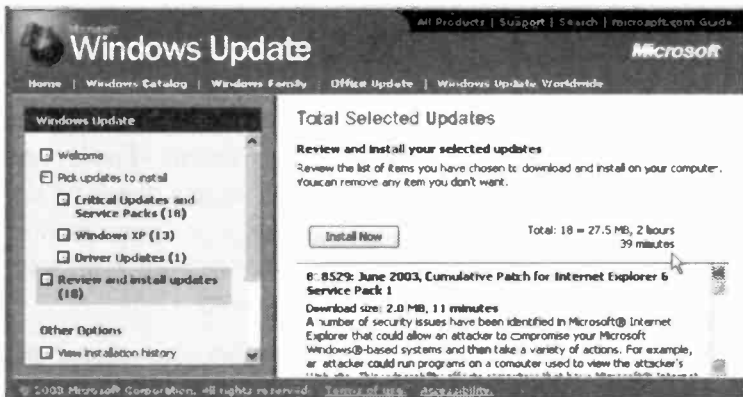 All Products | Support | Search | microsoft.com Guide
Microsoft
Windows Update
Microsoft
Home | Windows Catalog | Windows Family | Office Update | Windows Update Worldwide
Windows Update
Welcome
Pick updates to install
Critical Updates and
Service Packs (18)
Windows XP (13)
Driver Updates (1)
Review and install updates
(18)
Other Options
View installation history
Total Selected Updates
Review and install your selected updates
Review the list of items you have chosen to download and install on your computer.
You can remove any item you don't want.
Install Now
Total: 18 = 27.5 MB, 2 hours
39 minutes
8529: June 2003, Cumulative Patch for Internet Explorer 6
Service Pack 1
Download size: 2.0 MB, 11 minutes
A number of security issues have been identified in Microsoft® Internet
Explorer that could allow an attacker to compromise your Microsoft
Windows®-based systems and then take a variety of actions. For example,
an attacker could run programs on a computer used to view the attacker's
© 2003 Microsoft Corporation. All rights reserved. Terms of use. Accessibility.